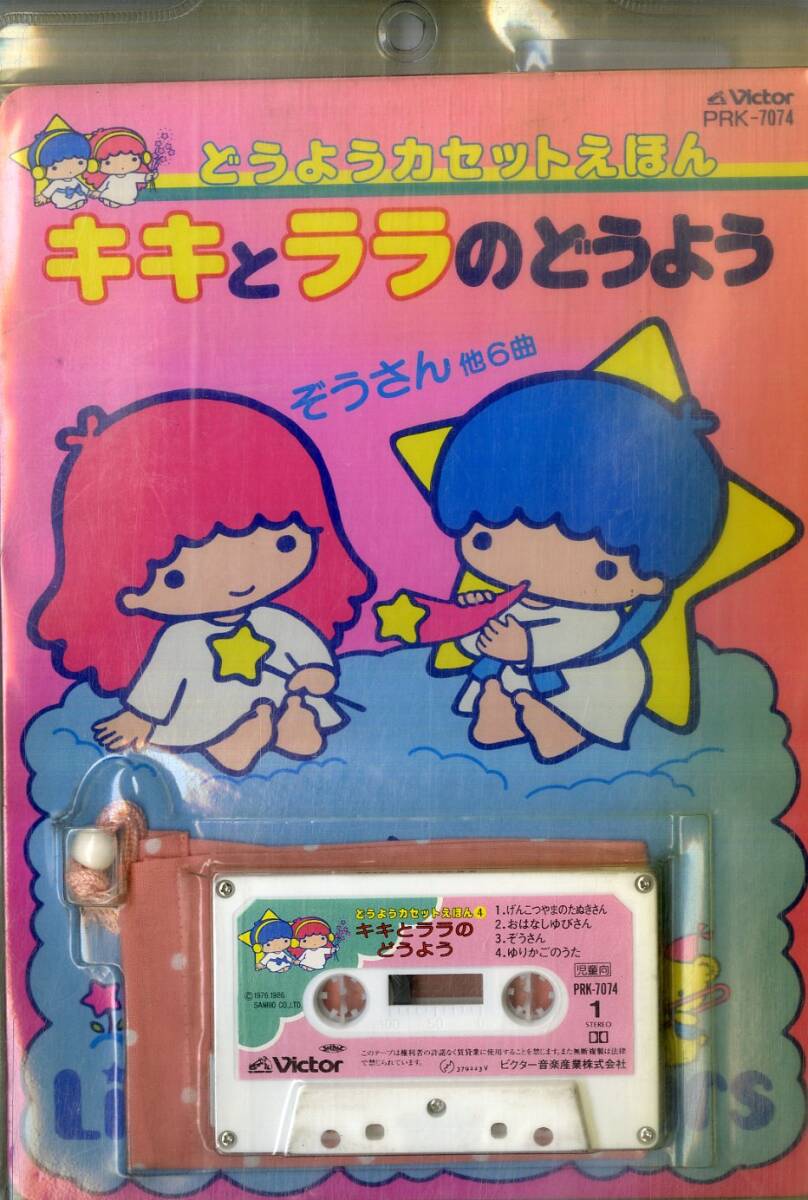 Victor
PRK-7074
どうようカセットえほん
キキとララのどうよう
ぞうさん 他6曲
どうようカセットえほん4
キキとララの
どうよう
1.げんこつやまのたぬきさん
2.おはなしゆびさん
3.ぞうさん
4.ゆりかごのうた
児童向
PRK-7074
1
STEREO
©1976,1986
SANRIO CO.,LTD.
100 50 0
Victor
このテープは権利者の許諾なく賃貸業に使用することを禁じます。また無断複製は法律
で禁じられています。
379223V
ビクター音楽産業株式会社